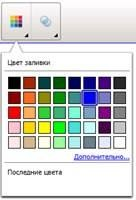 Цвет заливки
Дополнительно...
Последние цвета